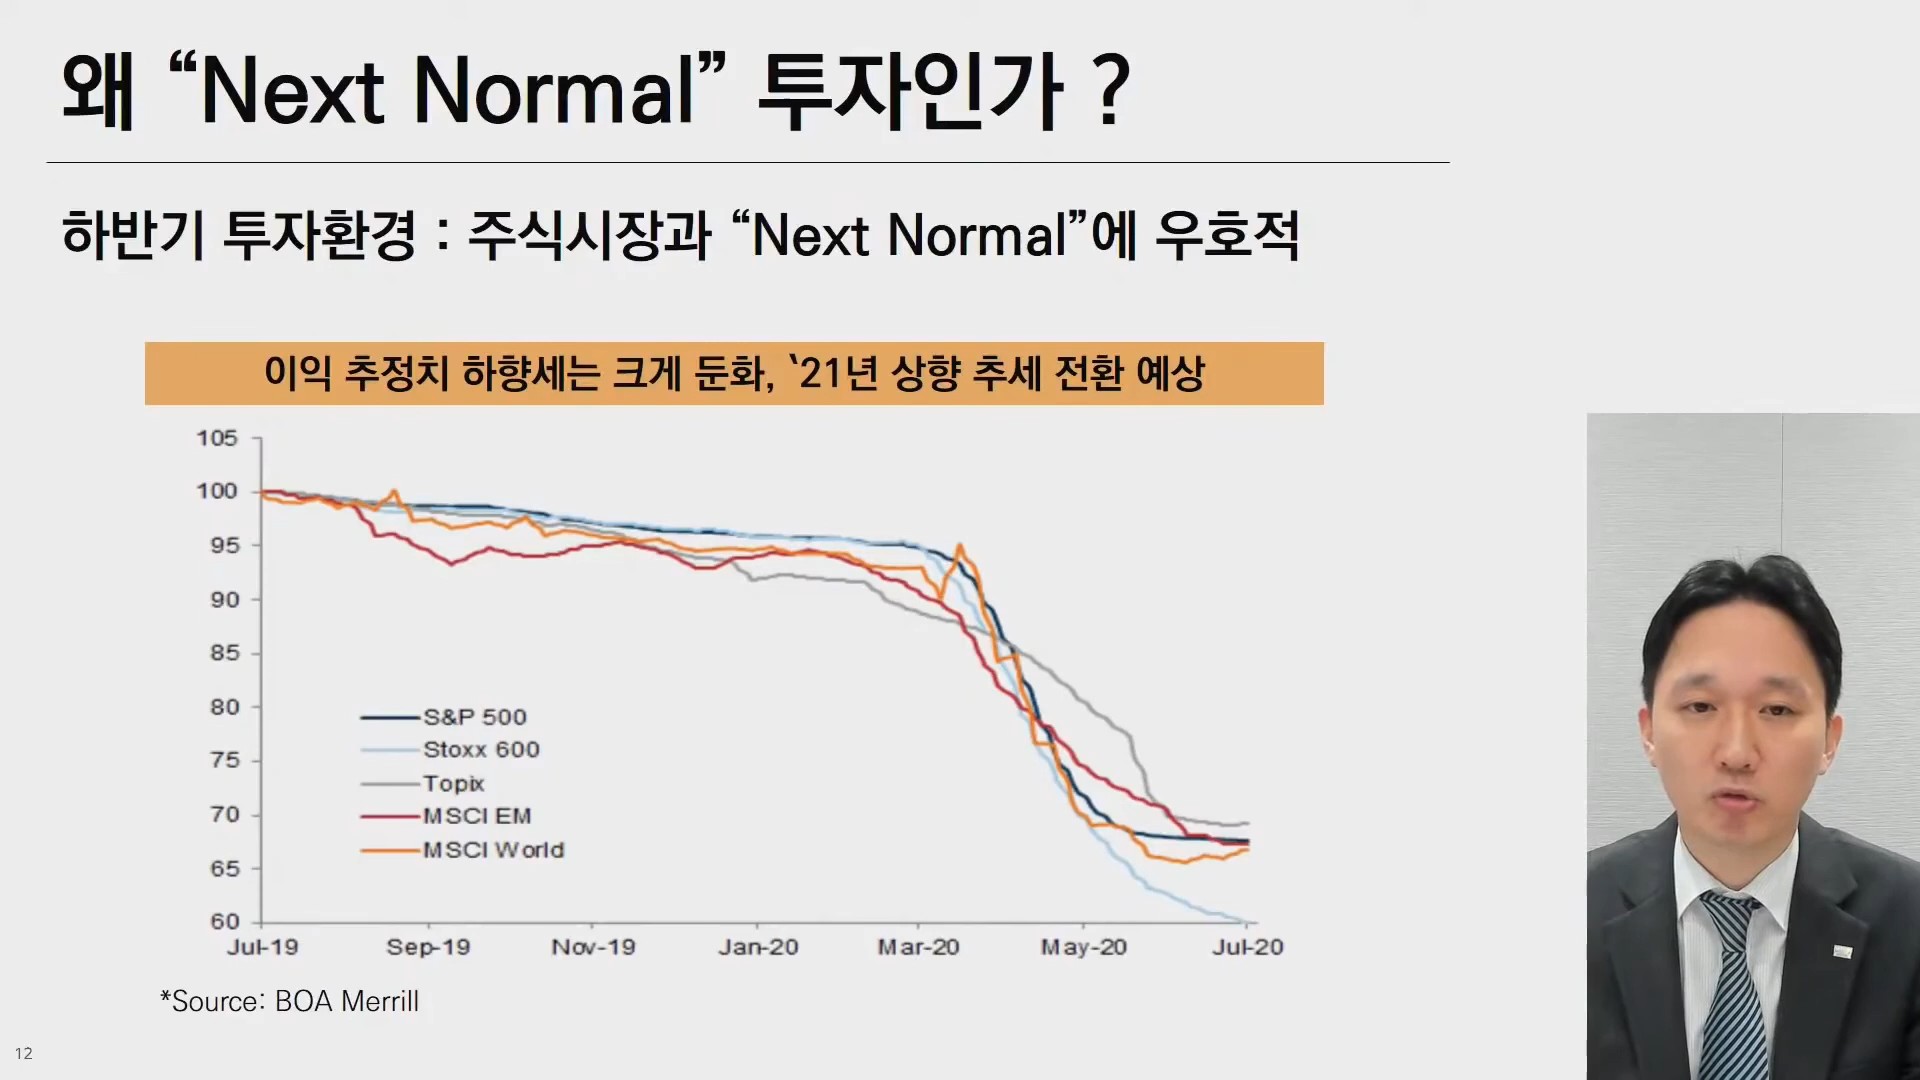 왜 “Next Normal” 투자인가 ?
하반기 투자환경 : 주식시장과 “Next Normal”에 우호적
이익 추정치 하향세는 크게 둔화, `21년 상향 추세 전환 예상
105
100
95
90
85
80
75
70
65
60
S&P 500
Stoxx 600
Topix
MSCI EM
MSCI World
Jul-19 Sep-19 Nov-19 Jan-20 Mar-20 May-20 Jul-20
*Source: BOA Merrill
12